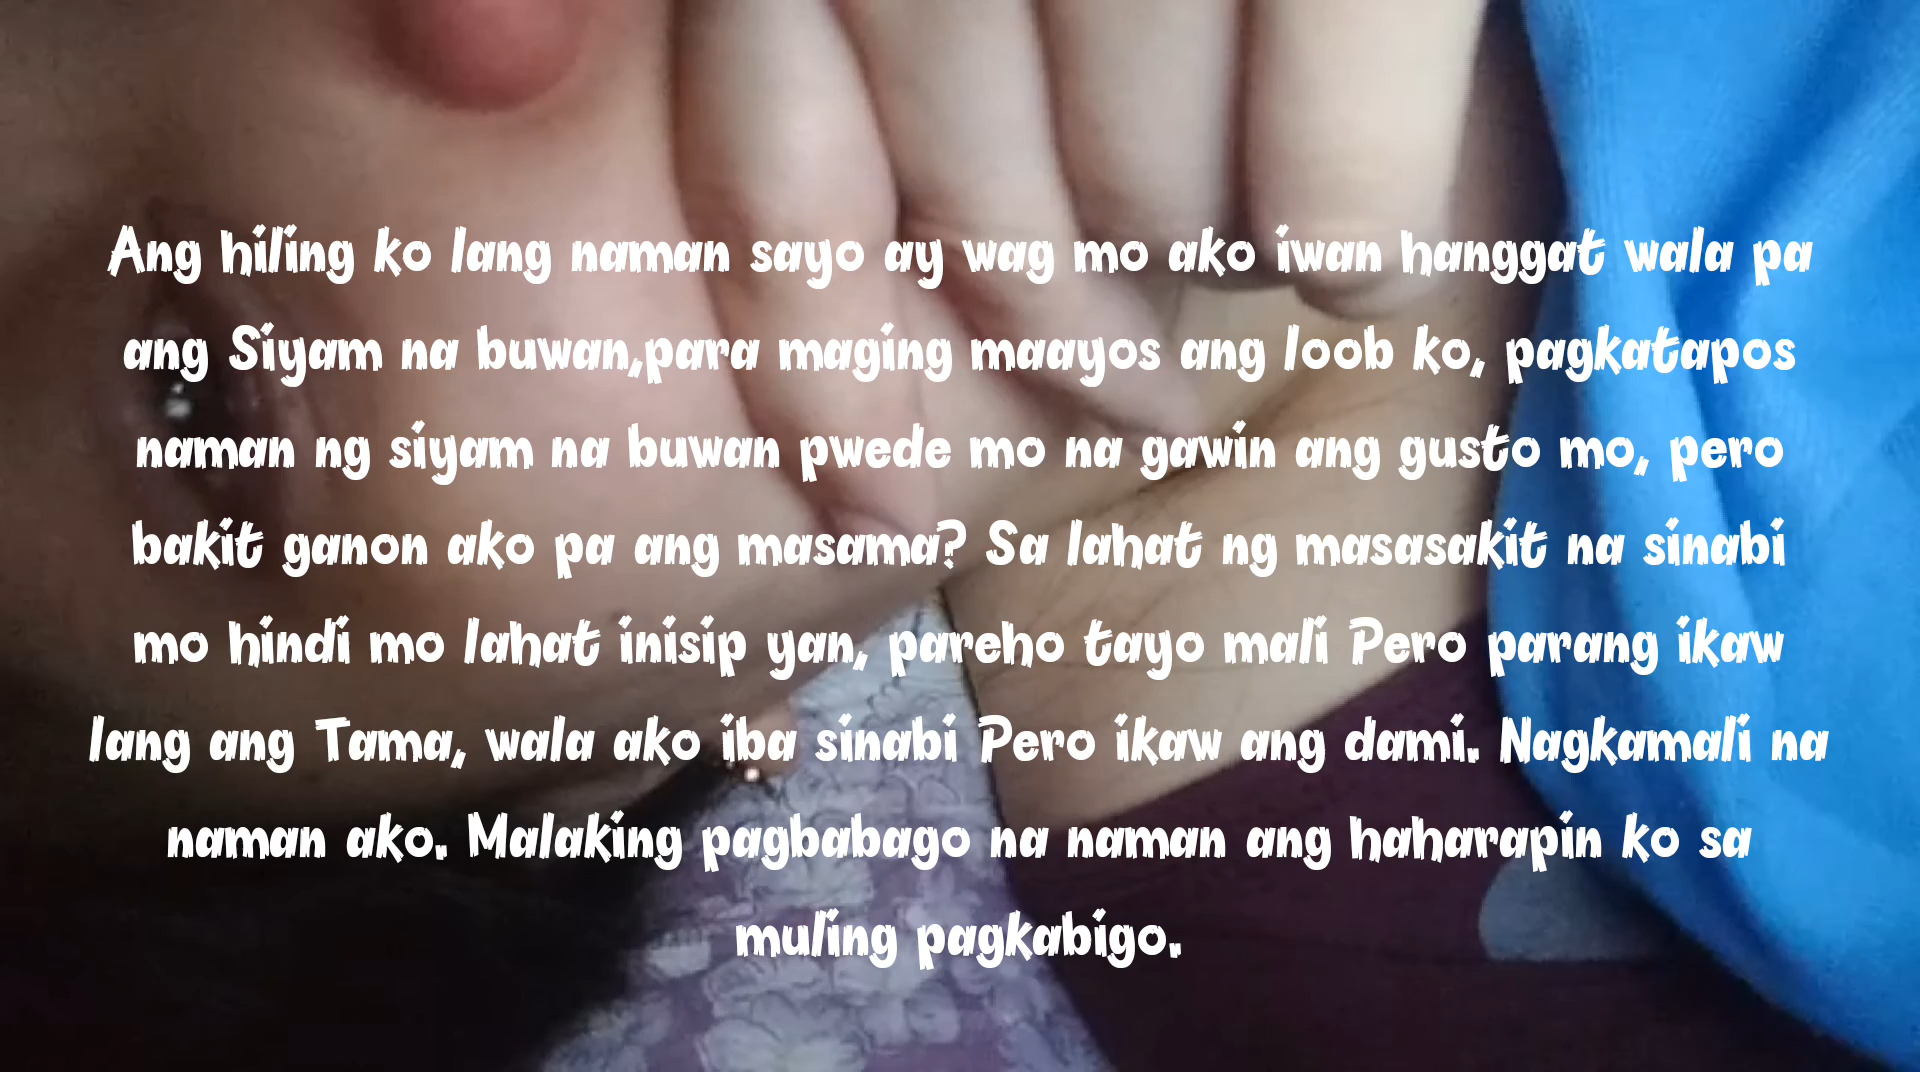 Ang hiling ko lang naman sayo ay wag mo ako iwan hanggat wala pa
ang Siyam na buwan,para maging maayos ang loob ko, pagkatapos
naman ng siyam na buwan pwede mo na gawin ang gusto mo, pero
bakit ganon ako pa ang masama? Sa lahat ng masasakit na sinabi
mo hindi mo lahat inisip yan, pareho tayo mali Pero parang ikaw
lang ang Tama, wala ako iba sinabi Pero ikaw ang dami. Nagkamali na
naman ako. Malaking pagbabago na naman ang haharapin ko sa
muling pagkabigo.